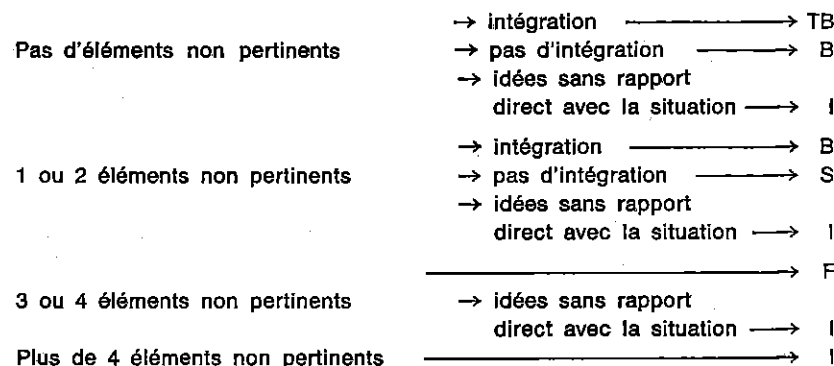 → intégration → TB
Pas d'éléments non pertinents → pas d'intégration → B
→ idées sans rapport
direct avec la situation → I
→ intégration → B
1 ou 2 éléments non pertinents → pas d'intégration → S
→ idées sans rapport
direct avec la situation → I
→ F
3 ou 4 éléments non pertinents → idées sans rapport
direct avec la situation → I
Plus de 4 éléments non pertinents → I